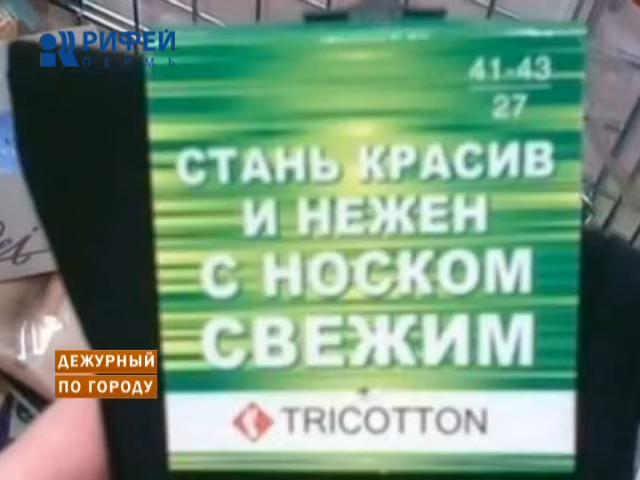 РИФЕЙ
ПЕРМЬ
41-43
27
СТАНЬ КРАСИВ
И НЕЖЕН
С НОСКОМ
СВЕЖИМ
ДЕЖУРНЫЙ
ПО ГОРОДУ
TRICOTTON